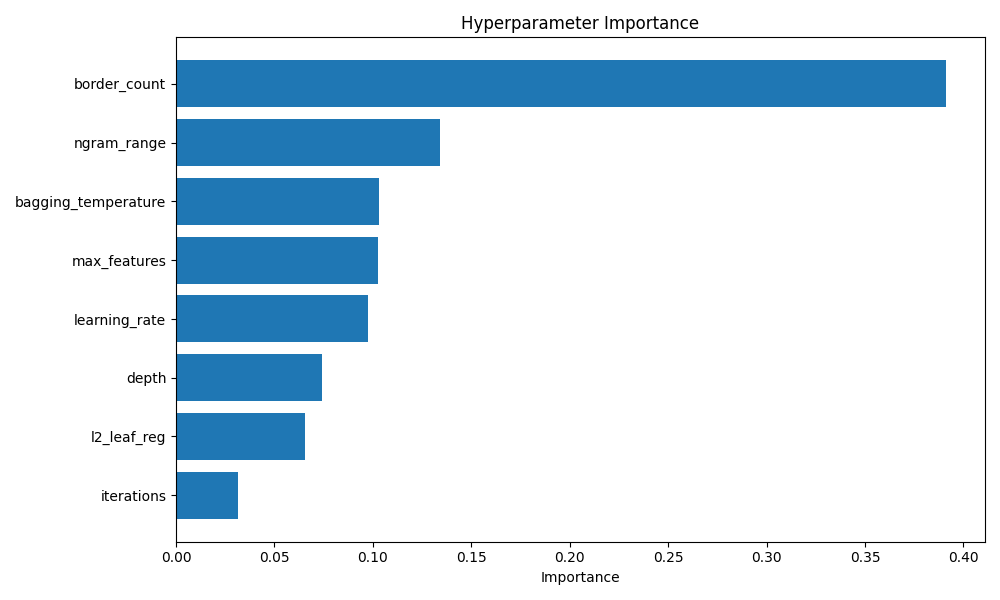 Hyperparameter Importance
border_count
ngram_range
bagging_temperature
max_features
learning_rate
depth
l2_leaf_reg
iterations
0.00 0.05 0.10 0.15 0.20 0.25 0.30 0.35 0.40
Importance